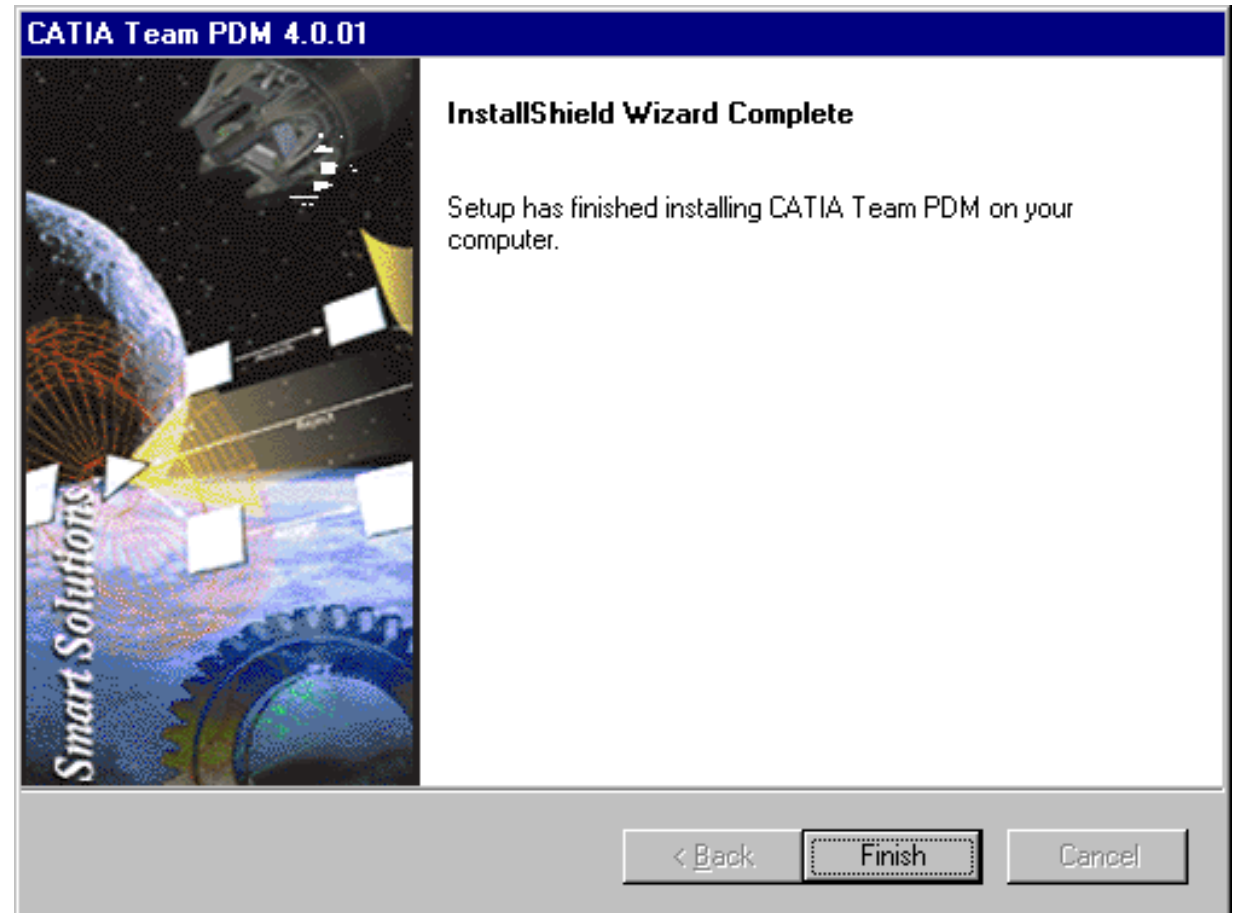 CATIA Team PDM 4.0.01
InstallShield Wizard Complete
Setup has finished installing CATIA Team PDM on your
computer.
Reject
Smart Solutions
< Back
Finish
Cancel